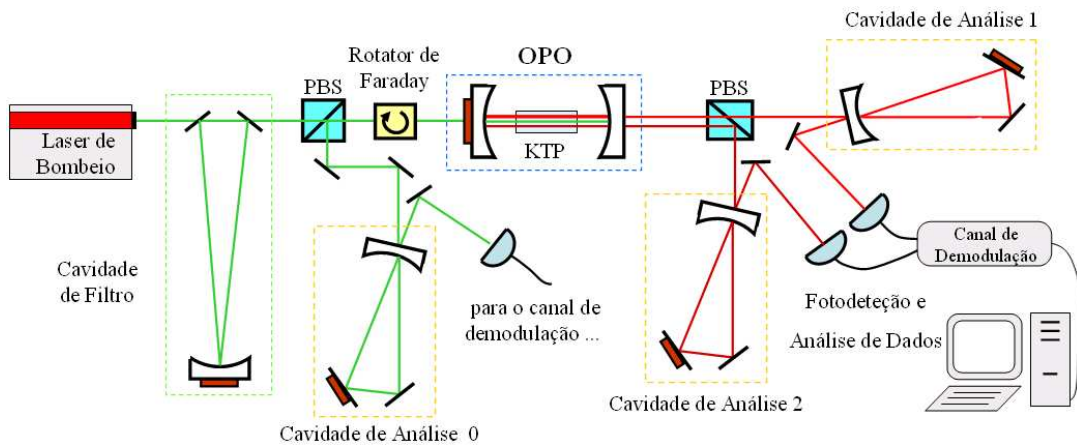 Cavidade de Análise 1
Rotator de
Faraday
OPO
PBS
PBS
Laser de
Bombeio
KTP
Cavidade
de Filtro
Canal de
Demodulação
para o canal de
demodulação ...
Fotodeteção e
Análise de Dados
Cavidade de Análise 2
Cavidade de Análise 0